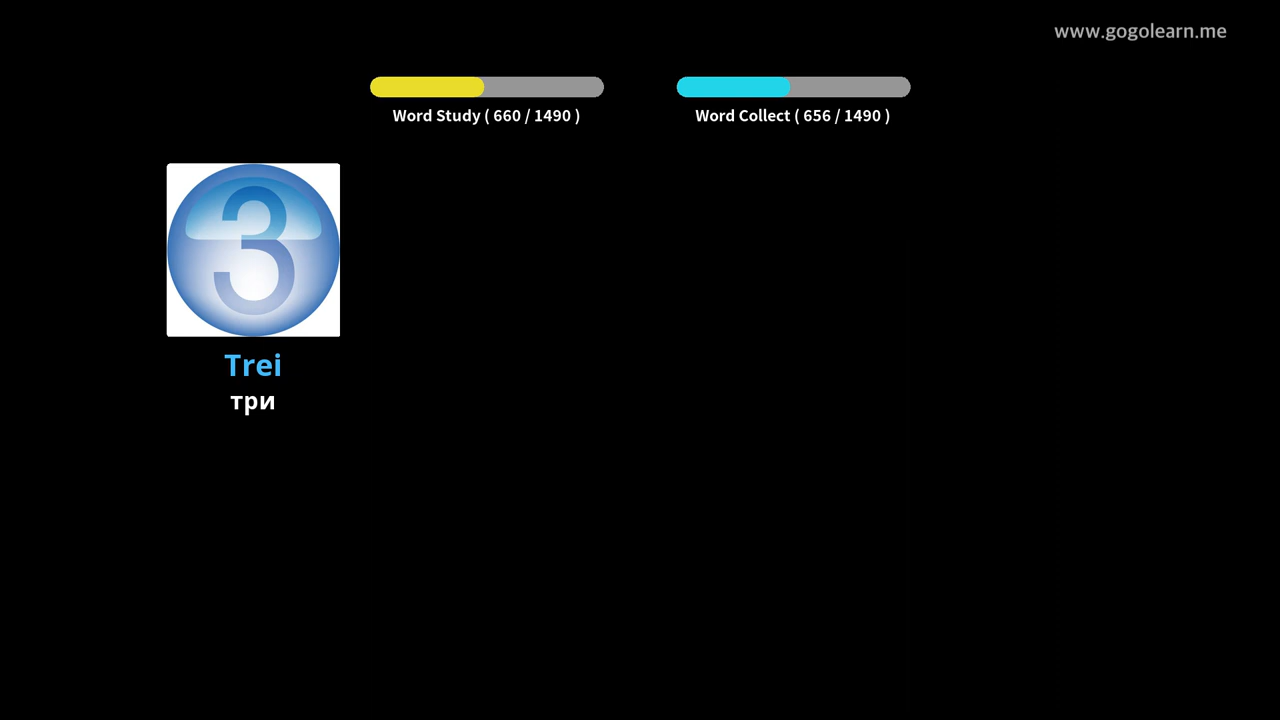 www.gogolearn.me
Word Study ( 660 / 1490 )
Word Collect ( 656 / 1490 )
3
Trei
три